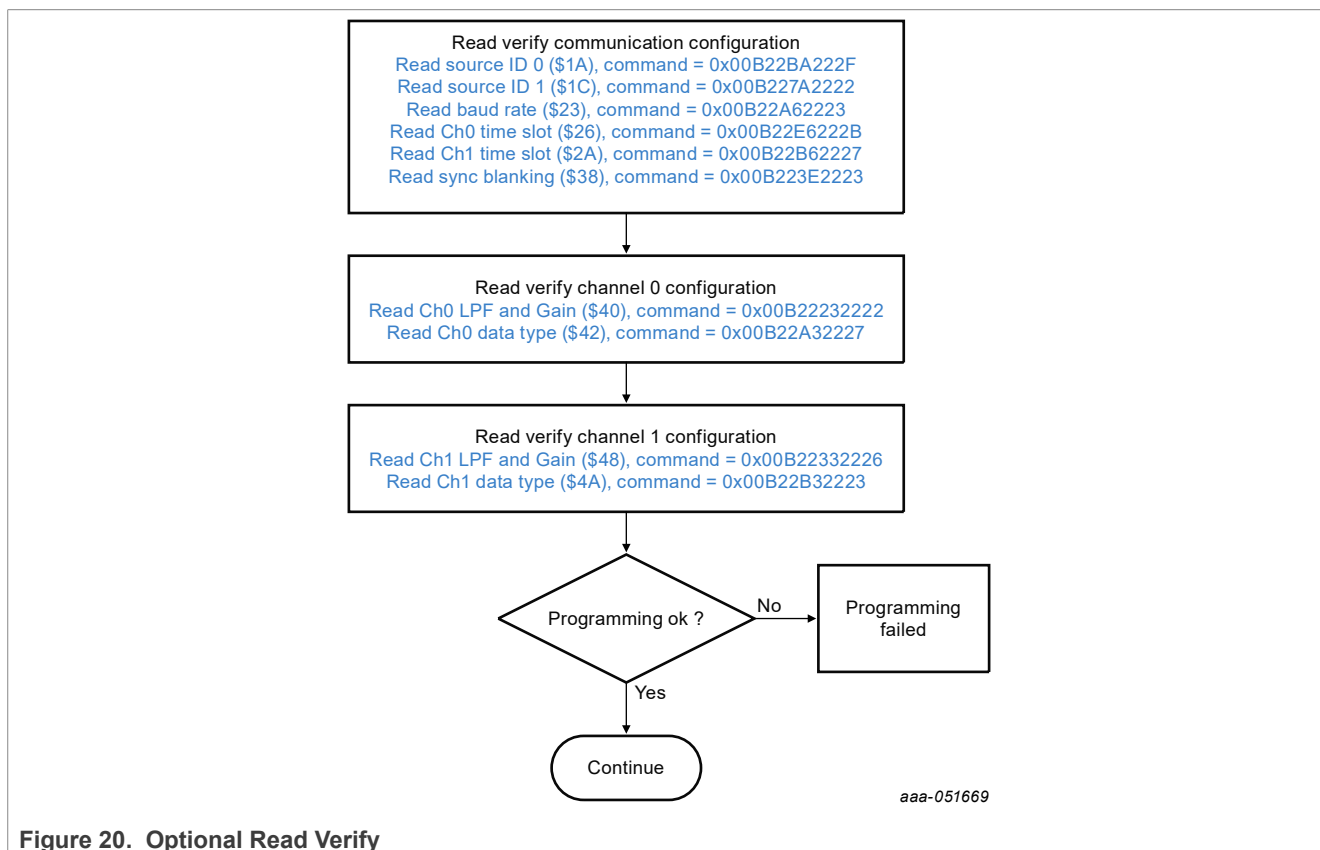 Read verify communication configuration
Read source ID 0 ($1A), command = 0x00B22BA222F
Read source ID 1 ($1C), command = 0x00B227A2222
Read baud rate ($23), command = 0x00B22A62223
Read Ch0 time slot ($26), command = 0x00B22E6222B
Read Ch1 time slot ($2A), command = 0x00B22B62227
Read sync blanking ($38), command = 0x00B223E2223
Read verify channel 0 configuration
Read Ch0 LPF and Gain ($40), command = 0x00B22232222
Read Ch0 data type ($42), command = 0x00B22A32227
Read verify channel 1 configuration
Read Ch1 LPF and Gain ($48), command = 0x00B22332226
Read Ch1 data type ($4A), command = 0x00B22B32223
Programming ok ?
No
Programming
failed
Yes
Continue
aaa-051669
Figure 20. Optional Read Verify